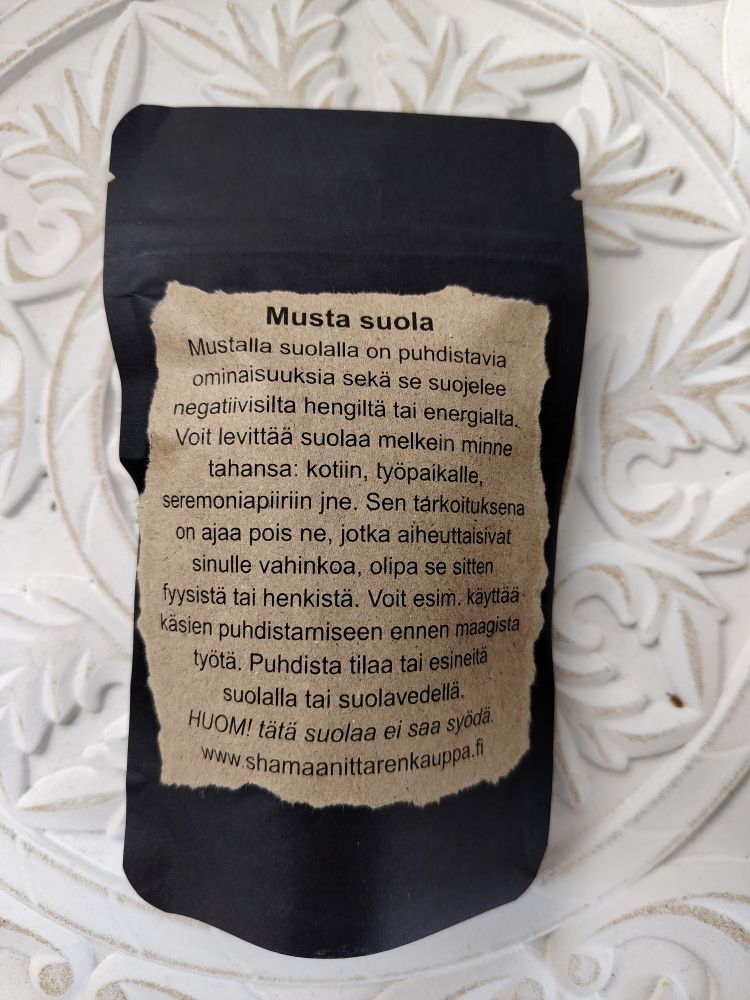 Musta suola
Mustalla suolalla on puhdistavia
ominaisuuksia sekä se suojelee
negatiivisilta hengiltä tai energialta.
Voit levittää suolaa melkein minne
tahansa: kotiin, työpaikalle,
seremoniapiiriin jne. Sen tarkoituksena
on ajaa pois ne, jotka aiheuttaisivat
sinulle vahinkoa, olipa se sitten
fyysistä tai henkistä. Voit esim. käyttää
käsien puhdistamiseen ennen maagista
työtä. Puhdista tilaa tai esineitä
suolalla tai suolavedellä.
HUOM! tätä suolaa ei saa syödä.
www.shamaanittarenkauppa.fi